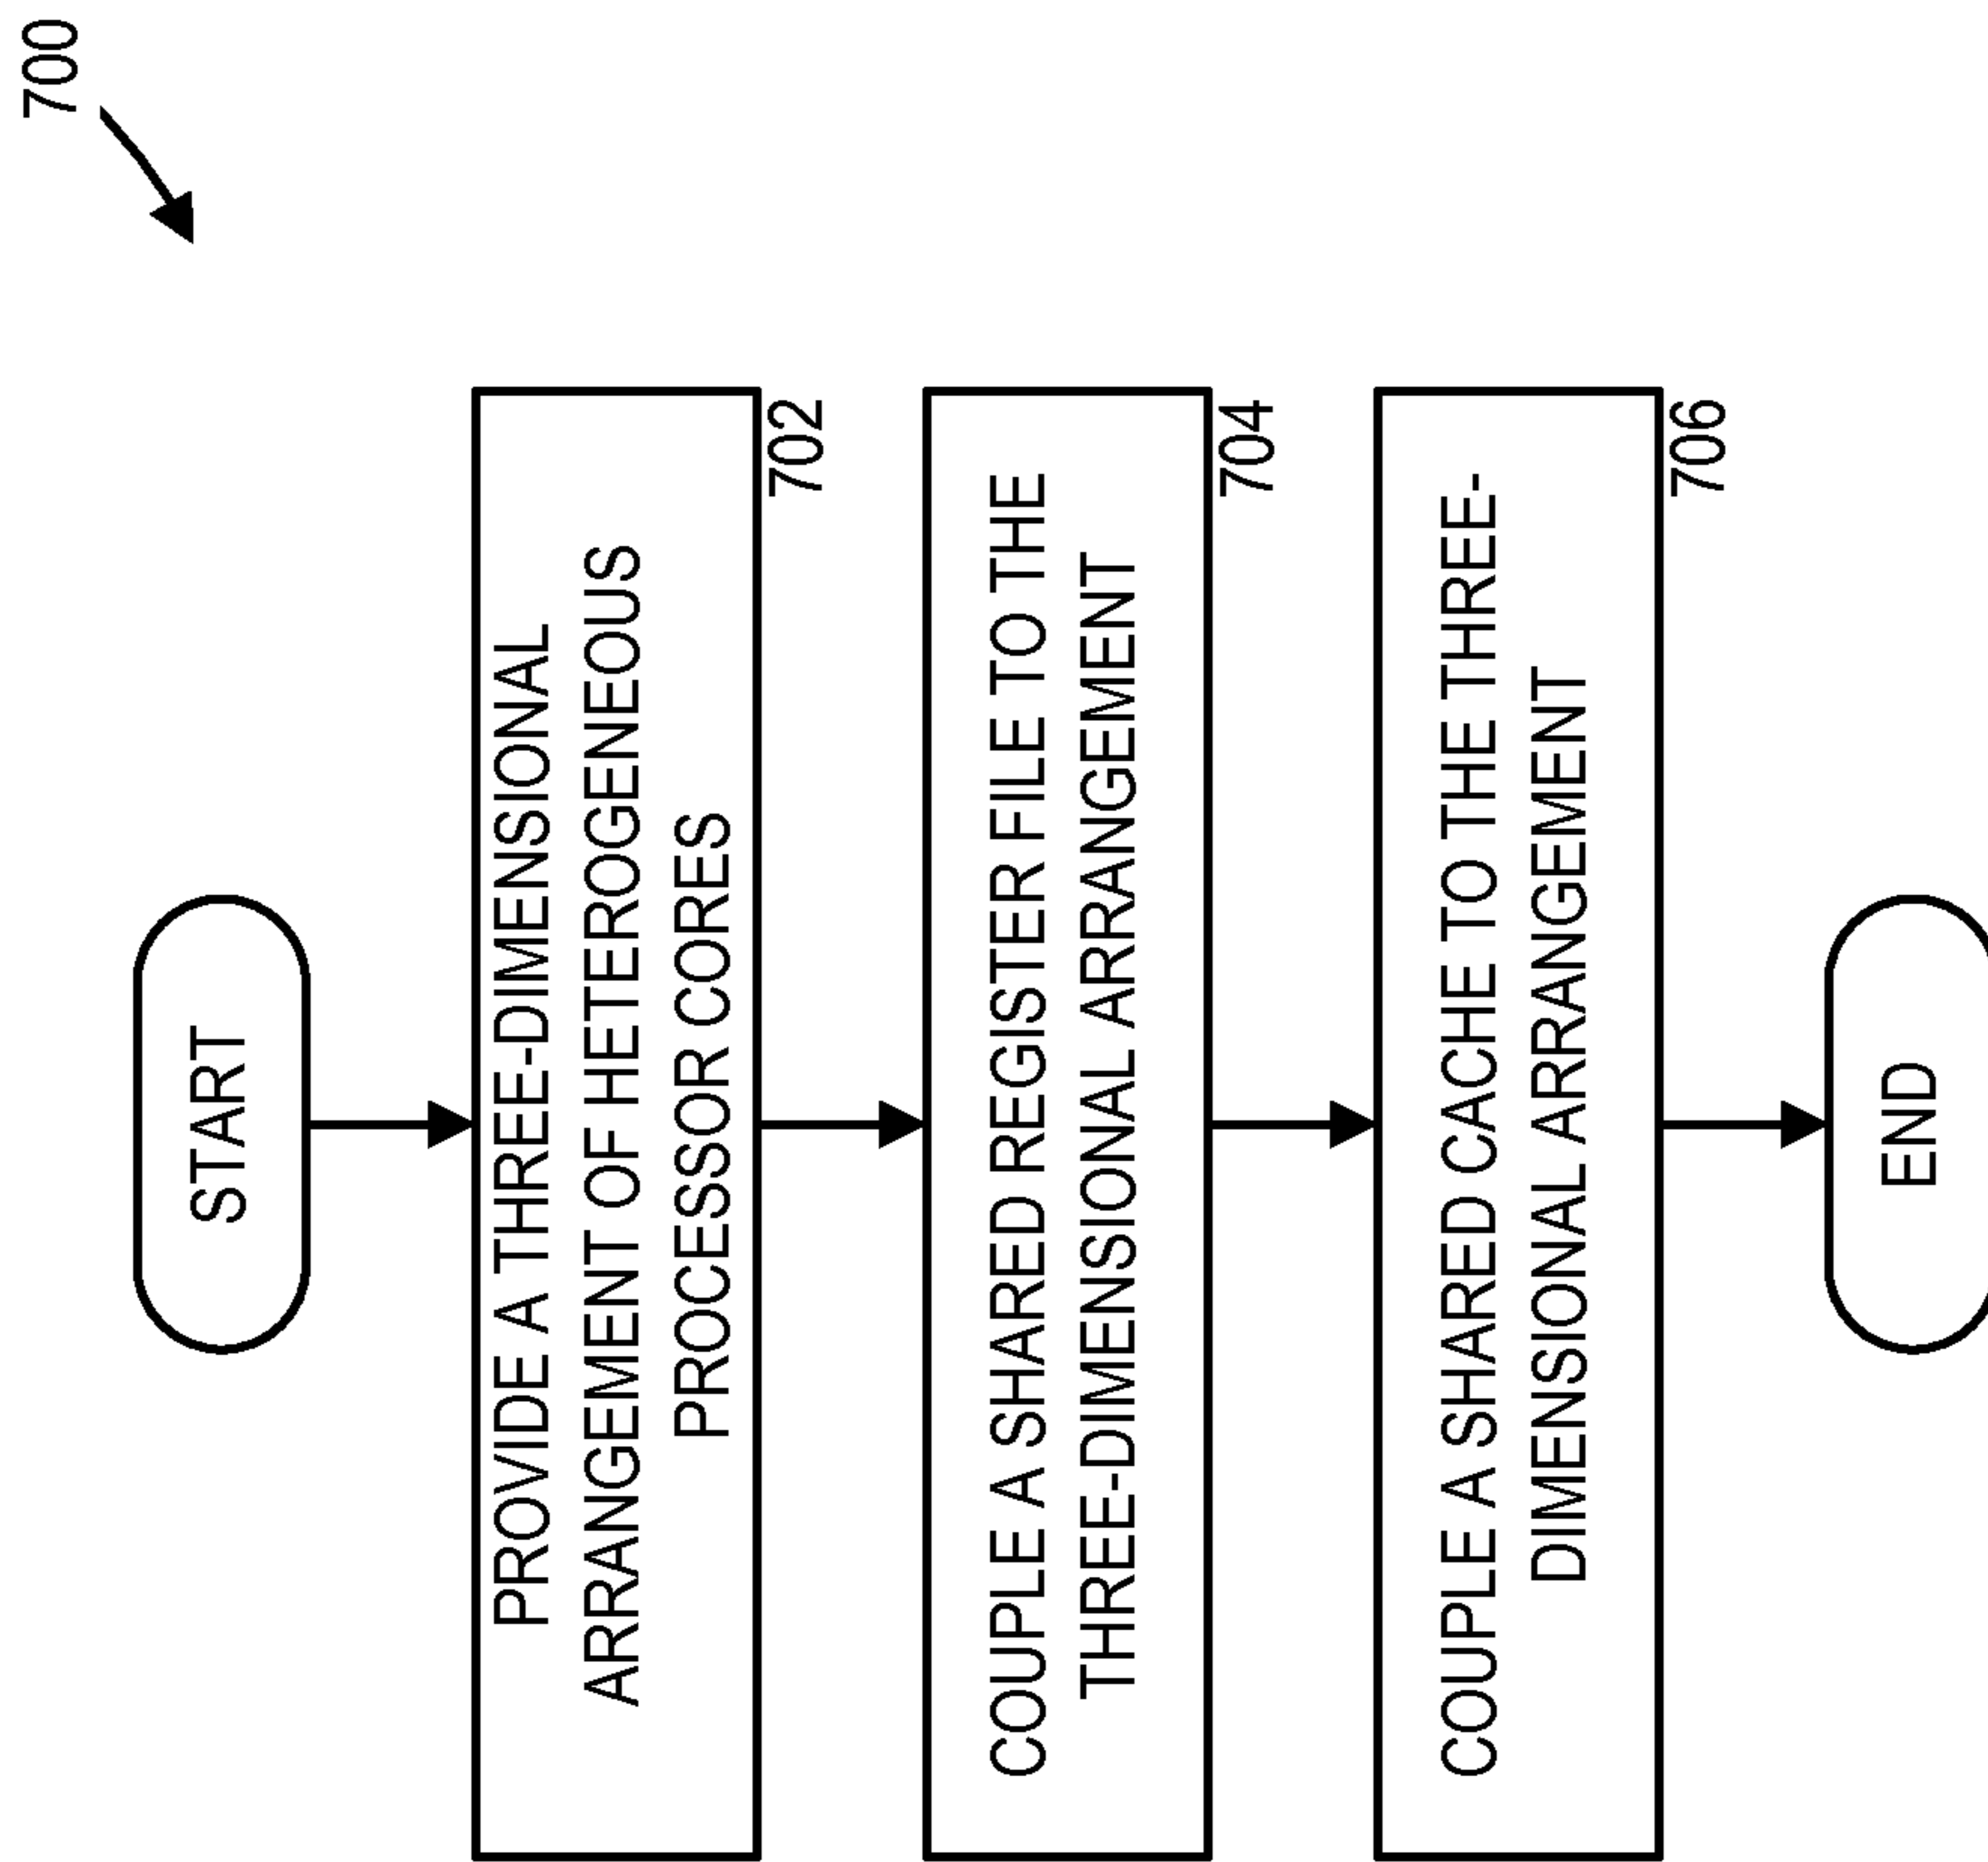 700
START
PROVIDE A THREE-DIMENSIONAL
ARRANGEMENT OF HETEROGENEOUS
PROCESSOR CORES
702
COUPLE A SHARED REGISTER FILE TO THE
THREE-DIMENSIONAL ARRANGEMENT
704
COUPLE A SHARED CACHE TO THE THREE-
DIMENSIONAL ARRANGEMENT
706
END